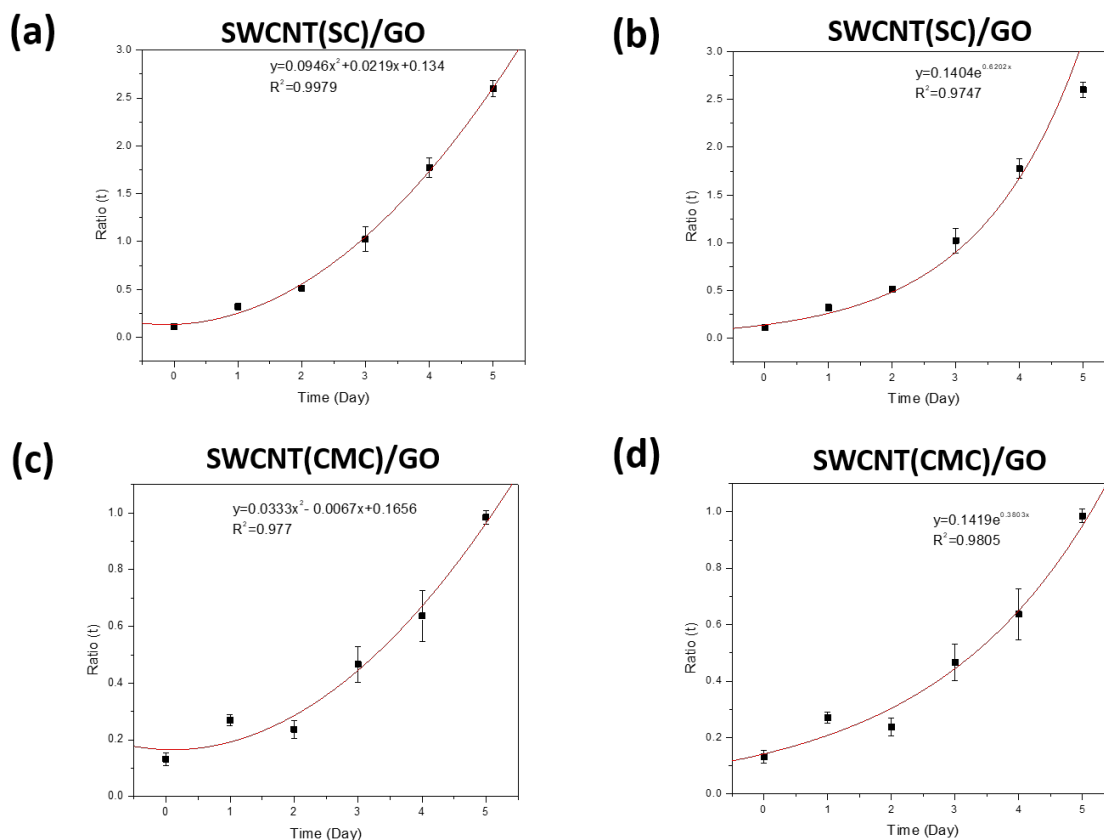 (a)
SWCNT(SC)/GO
y=0.0946x²+0.0219x+0.134
R²=0.9979
3.0
2.5
2.0
1.5
1.0
0.5
0.0
Ratio (t)
0 1 2 3 4 5
Time (Day)
(b)
SWCNT(SC)/GO
y=0.1404e^0.6202x
R²=0.9747
3.0
2.5
2.0
1.5
1.0
0.5
0.0
Ratio (t)
0 1 2 3 4 5
Time (Day)
(c)
SWCNT(CMC)/GO
y=0.0333x²- 0.0067x+0.1656
R²=0.977
1.0
0.8
0.6
0.4
0.2
0.0
Ratio (t)
0 1 2 3 4 5
Time (Day)
(d)
SWCNT(CMC)/GO
y=0.1419e^0.3803x
R²=0.9805
1.0
0.8
0.6
0.4
0.2
0.0
Ratio (t)
0 1 2 3 4 5
Time (Day)